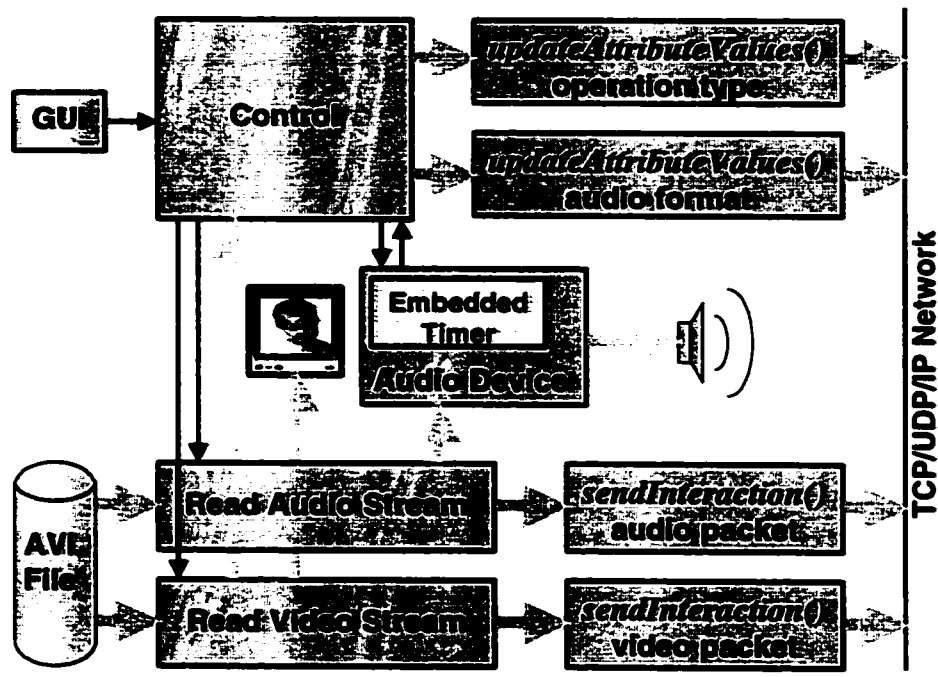 GUI
Control
updateAttributeValues()
operation type
updateAttributeValues()
audio format
Embedded
Timer
Audio Device
TCP/UDP/IP Network
AVI
File
Read Audio Stream
sendInteraction()
audio packet
Read Video Stream
sendInteraction()
video packet